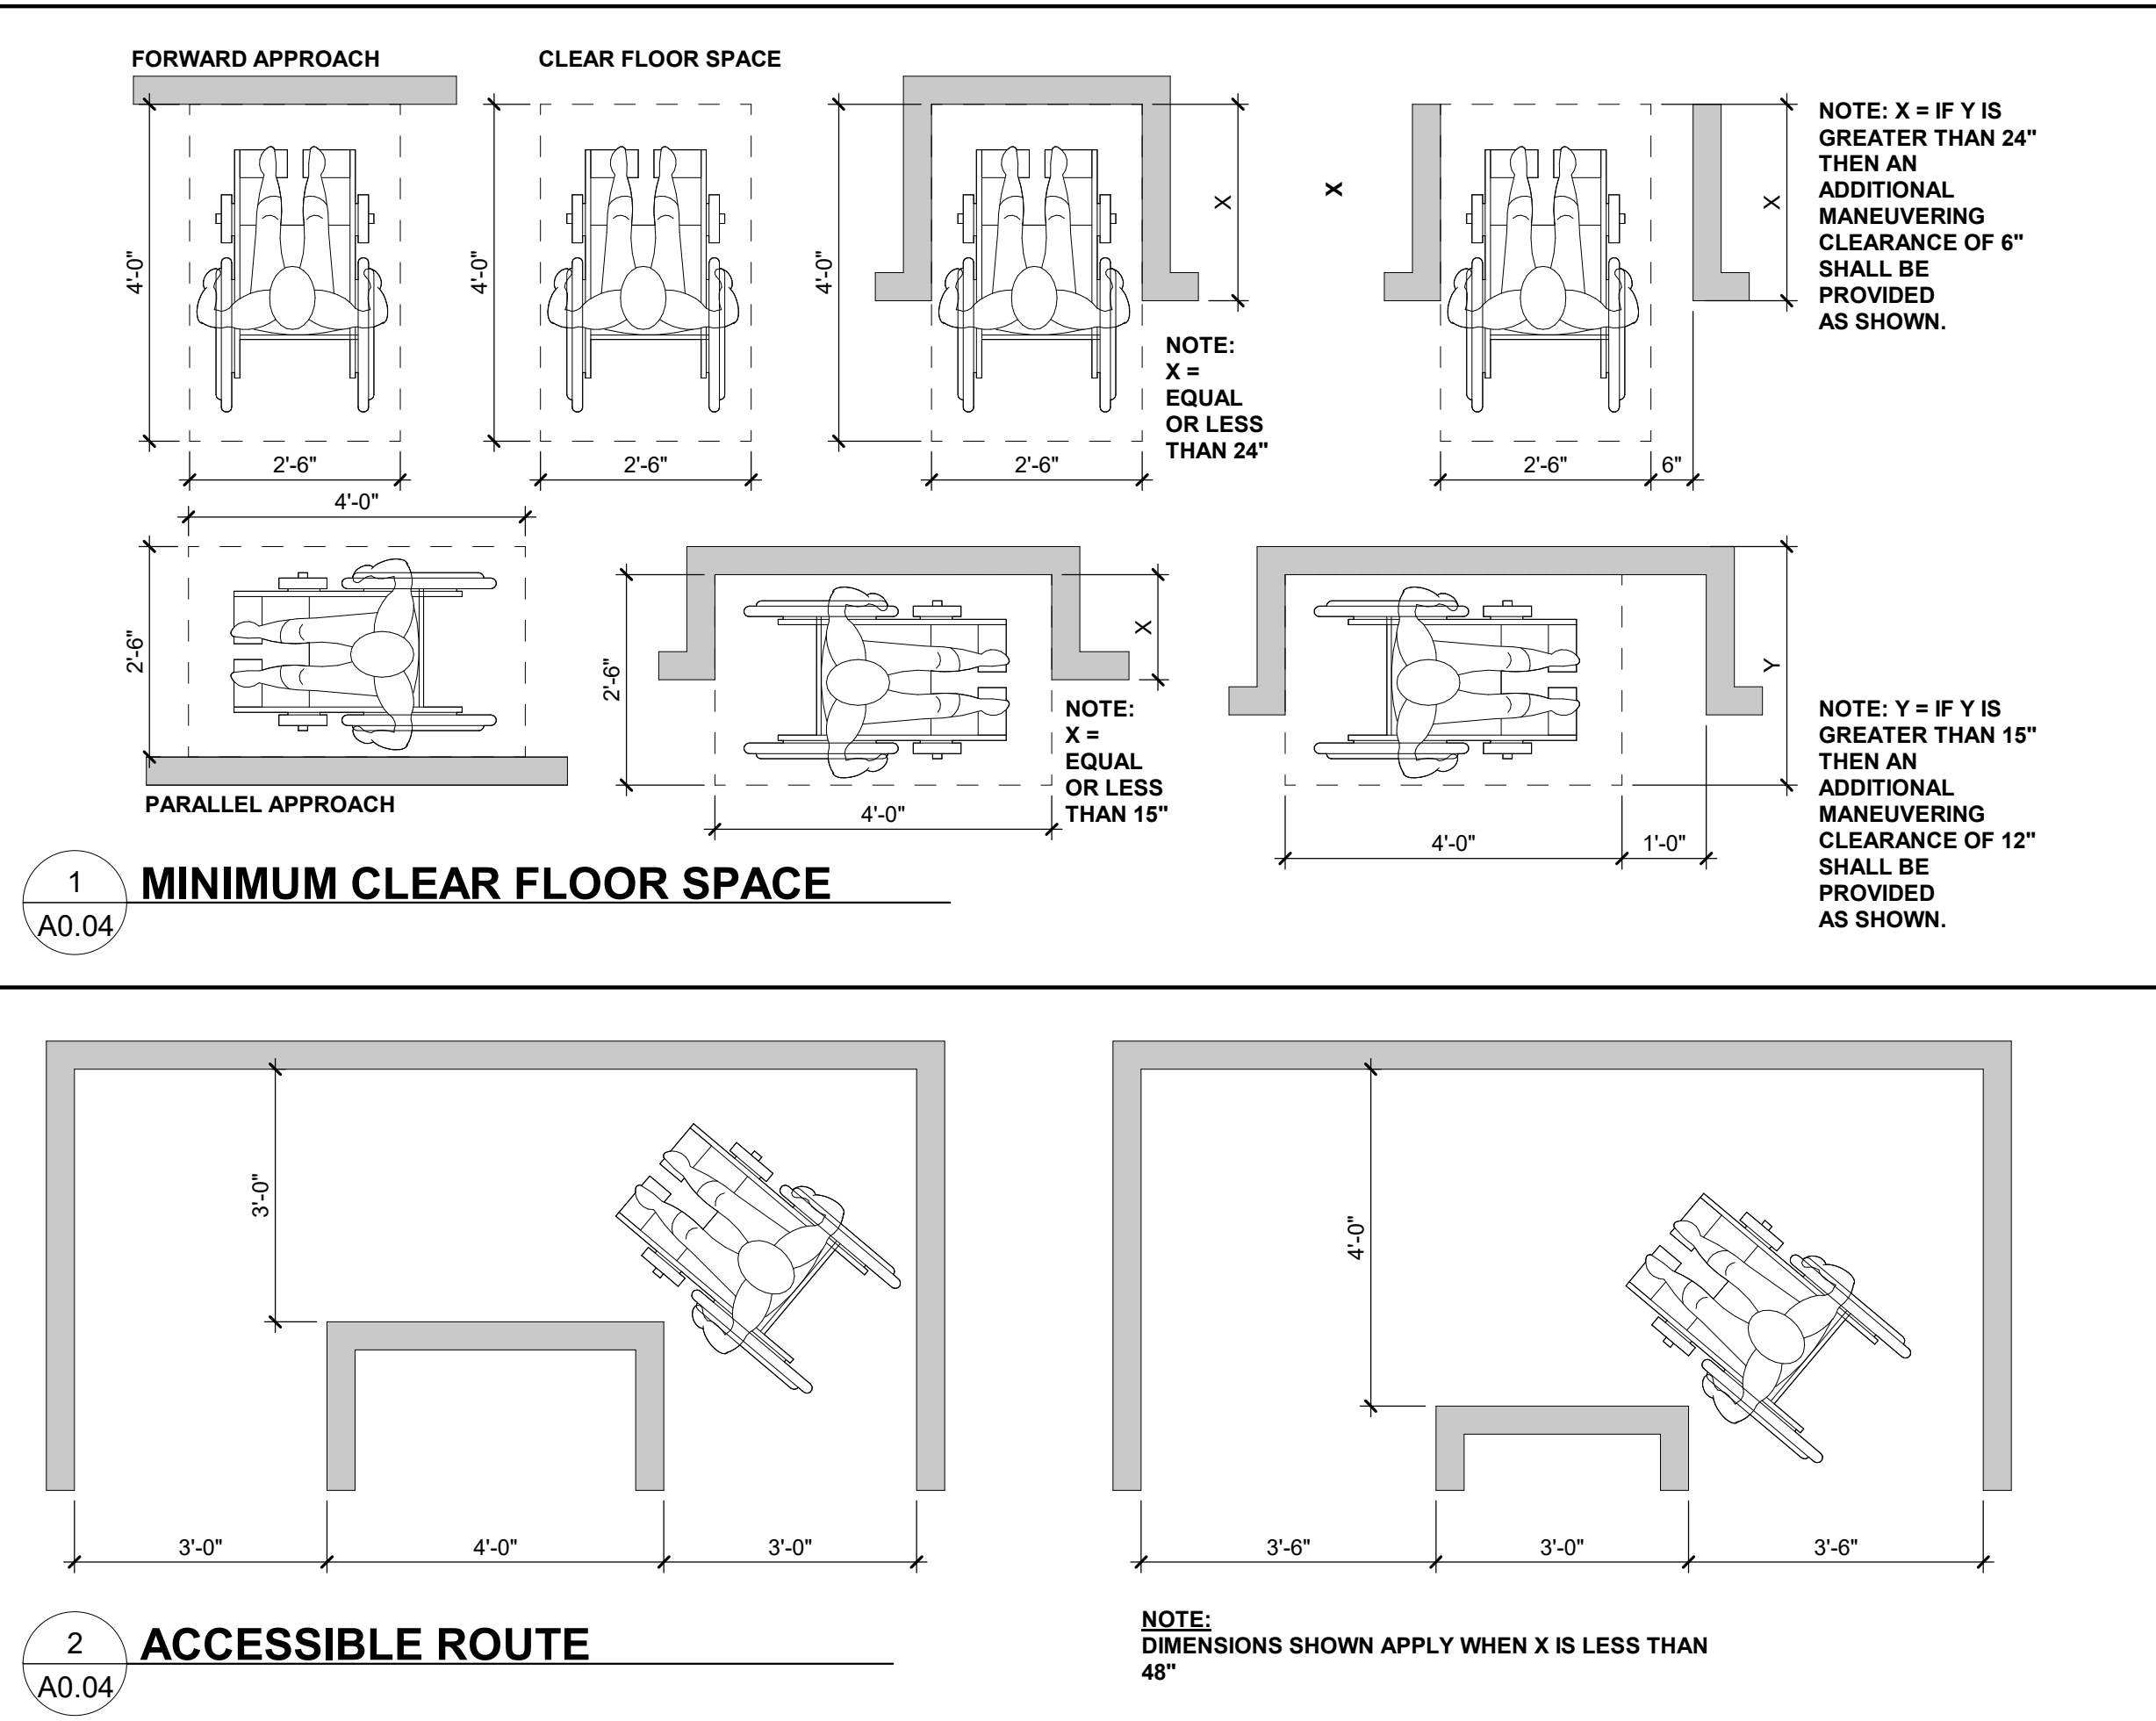 FORWARD APPROACH
CLEAR FLOOR SPACE
4'-0"
2'-6"
4'-0"
2'-6"
4'-0"
2'-6"
X
NOTE:
X =
EQUAL
OR LESS
THAN 24"
X
2'-6"
6"
X
NOTE: X = IF Y IS
GREATER THAN 24"
THEN AN
ADDITIONAL
MANEUVERING
CLEARANCE OF 6"
SHALL BE
PROVIDED
AS SHOWN.
4'-0"
2'-6"
PARALLEL APPROACH
2'-6"
4'-0"
X
NOTE:
X =
EQUAL
OR LESS
THAN 15"
4'-0"
1'-0"
Y
NOTE: Y = IF Y IS
GREATER THAN 15"
THEN AN
ADDITIONAL
MANEUVERING
CLEARANCE OF 12"
SHALL BE
PROVIDED
AS SHOWN.
1
A0.04
MINIMUM CLEAR FLOOR SPACE
3'-0"
3'-0"
4'-0"
3'-0"
4'-0"
3'-6"
3'-0"
3'-6"
2
A0.04
ACCESSIBLE ROUTE
NOTE:
DIMENSIONS SHOWN APPLY WHEN X IS LESS THAN
48"